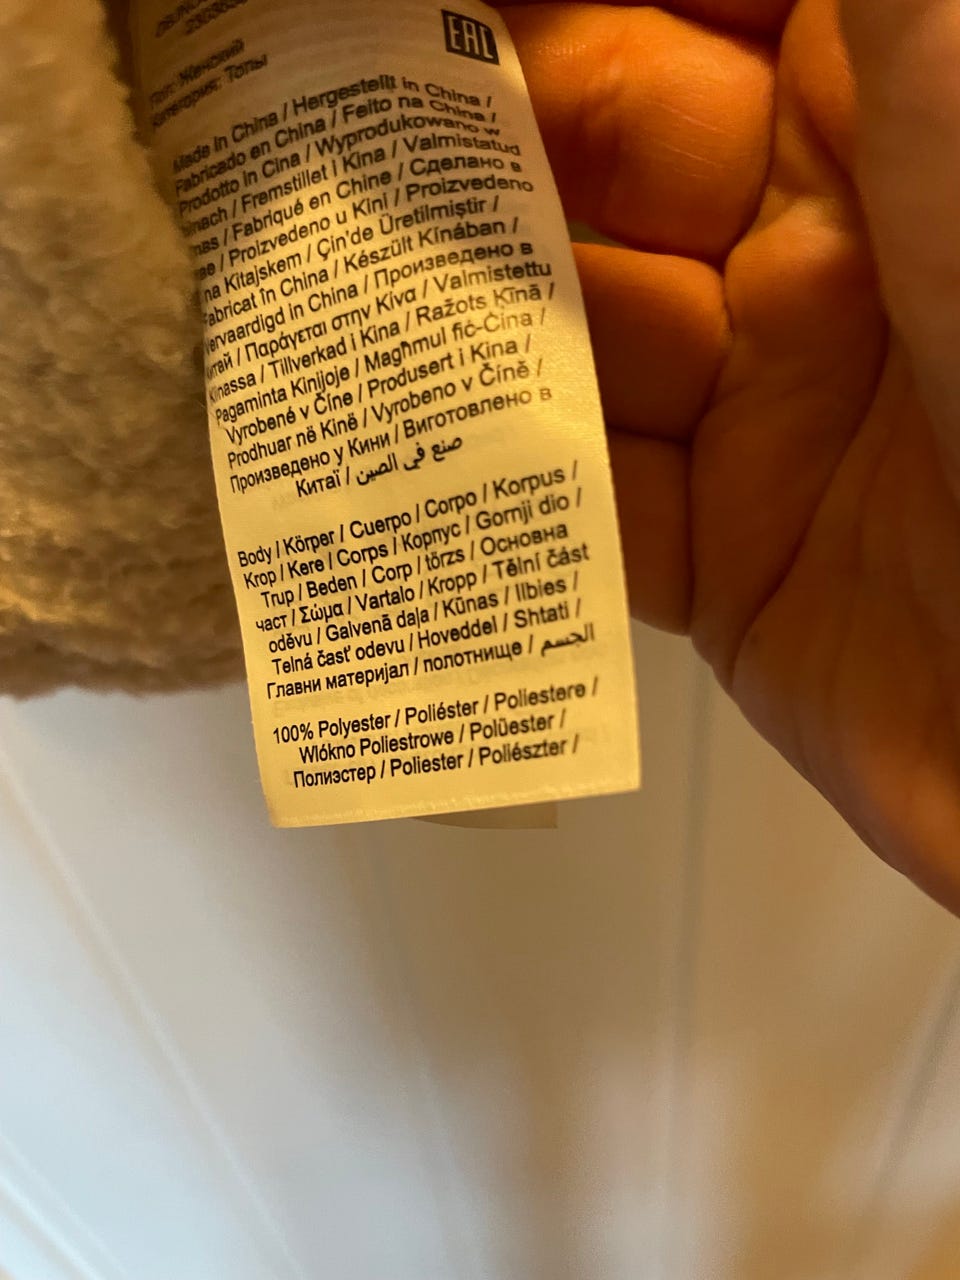 EAC
Пол: Женский
Категория: Топы
Made in China / Hergestellt in China /
Fabricado en China / Feito na China /
Prodotto in Cina / Wyprodukowano w
/ Fremstillet i Kina / Valmistatud
/ Fabriqué en Chine / Сделано в
/ Proizvedeno u Kini / Proizvedeno
na Kitajskem / Çin'de Üretilmiştir /
Fabricat în China / Készült Kínában /
Vervaardigd in China / Произведено в
/ Παράγεται στην Κίνα / Valmistettu
Kiinassa / Tillverkad i Kina / Ražots Ķīnā /
Pagaminta Kinijoje / Magħmul fiċ-Ċina /
Vyrobené v Číne / Produsert i Kina /
Prodhuar në Kinë / Vyrobeno v Číně /
Произведено у Кини / Виготовлено в
Китаї / صنع في الصين
Body / Körper / Cuerpo / Corpo / Korpus /
Krop / Kere / Corps / Корпус / Gornji dio /
Trup / Beden / Corp / törzs / Основна
част / Σώμα / Vartalo / Kropp / Tělní část
oděvu / Galvenā daļa / Kūnas / Ilbies /
Telná časť odevu / Hoveddel / Shtati /
Главни материјал / полотнище / الجسم
100% Polyester / Poliéster / Poliestere /
Włókno Poliestrowe / Polüester /
Полиэстер / Poliester / Poliészter /